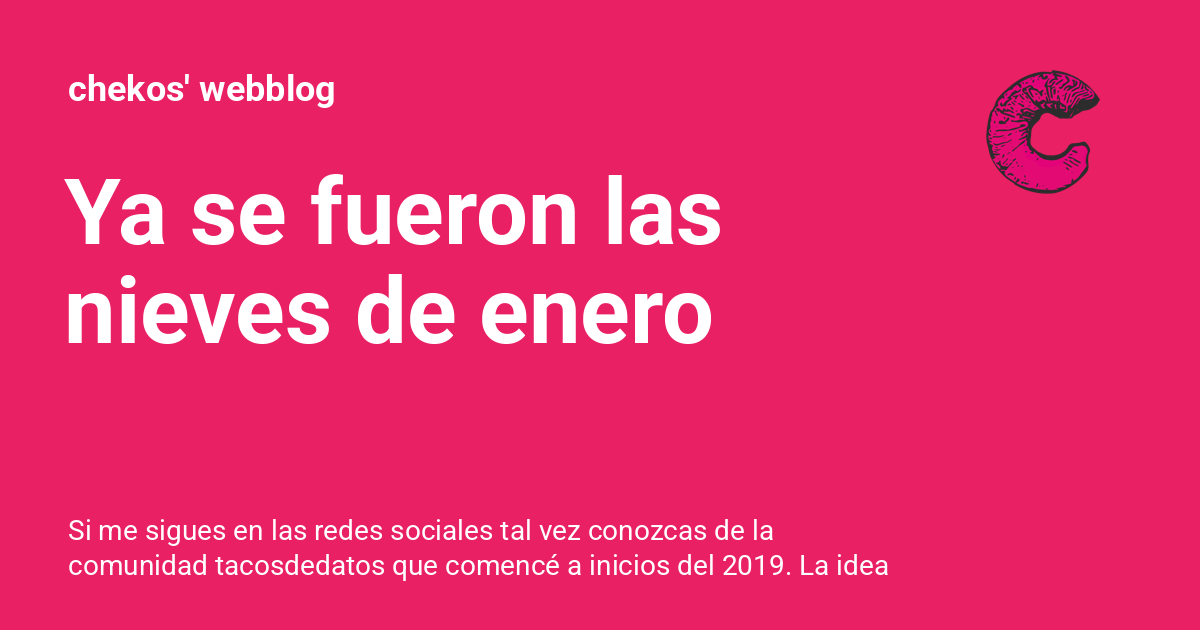 chekos' webblog
Ya se fueron las
nieves de enero
Si me sigues en las redes sociales tal vez conozcas de la
comunidad tacosdedatos que comencé a inicios del 2019. La idea